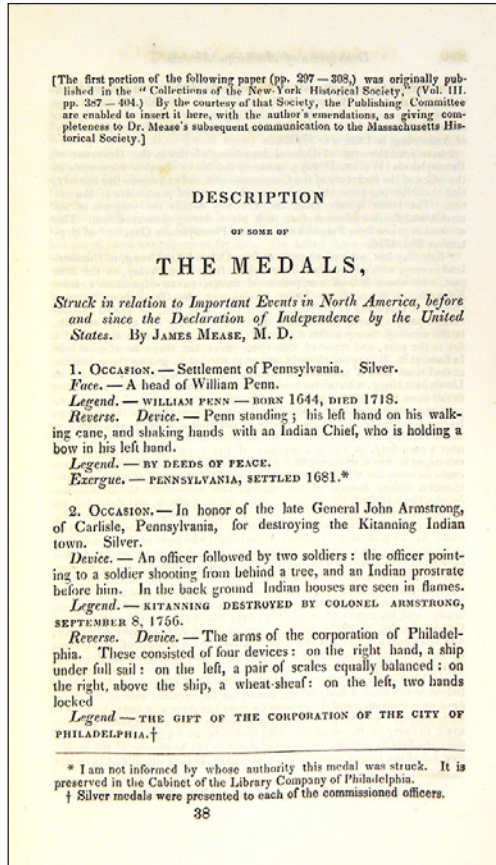 [The first portion of the following paper (pp. 297 — 308,) was originally pub-
lished in the " Collections of the New-York Historical Society," (Vol. III.
pp. 387 — 404.) By the courtesy of that Society, the Publishing Committee
are enabled to insert it here, with the author's emendations, as giving com-
pleteness to Dr. Mease's subsequent communication to the Massachusetts His-
torical Society.]
DESCRIPTION
OF SOME OF
THE MEDALS,
Struck in relation to Important Events in North America, before
and since the Declaration of Independence by the United
States. By JAMES MEASE, M. D.
1. OCCASION. — Settlement of Pennsylvania. Silver.
Face. — A head of William Penn.
Legend. — WILLIAM PENN — BORN 1644, DIED 1718.
Reverse. Device. — Penn standing ; his left hand on his walk-
ing cane, and shaking hands with an Indian Chief, who is holding a
bow in his left hand.
Legend. — BY DEEDS OF PEACE.
Exergue. — PENNSYLVANIA, SETTLED 1681.*
2. OCCASION. — In honor of the late General John Armstrong,
of Carlisle, Pennsylvania, for destroying the Kitanning Indian
town. Silver.
Device. — An officer followed by two soldiers : the officer point-
ing to a soldier shooting from behind a tree, and an Indian prostrate
before him. In the back ground Indian houses are seen in flames.
Legend. — KITANNING DESTROYED BY COLONEL ARMSTRONG,
SEPTEMBER 8, 1756.
Reverse. Device. — The arms of the corporation of Philadel-
phia. These consisted of four devices : on the right hand, a ship
under full sail : on the left, a pair of scales equally balanced : on
the right, above the ship, a wheat-sheaf : on the left, two hands
locked
Legend — THE GIFT OF THE CORPORATION OF THE CITY OF
PHILADELPHIA.†
* I am not informed by whose authority this medal was struck. It is
preserved in the Cabinet of the Library Company of Philadelphia.
† Silver medals were presented to each of the commissioned officers.
38